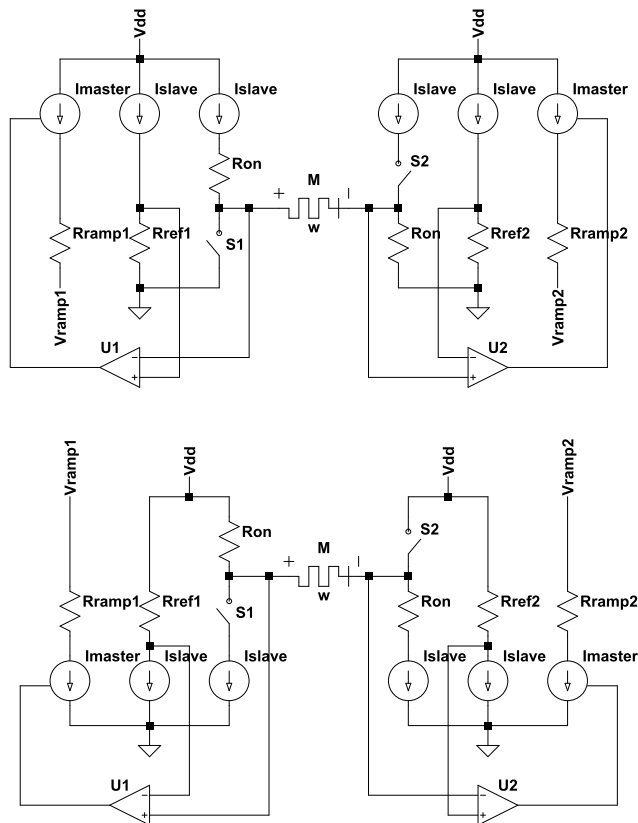 Vdd Vdd
Imaster Islave Islave Islave Islave Imaster
Ron S2
+ M −
w
Rramp1 Rref1 S1 Ron Rref2 Rramp2
Vramp1 Vramp2
U1 U2
− −
+ +
Vramp1 Vdd Vdd Vramp2
Ron S2
+ M −
w
Rramp1 Rref1 S1 Ron Rref2 Rramp2
Imaster Islave Islave Islave Islave Imaster
U1 U2
− −
+ +